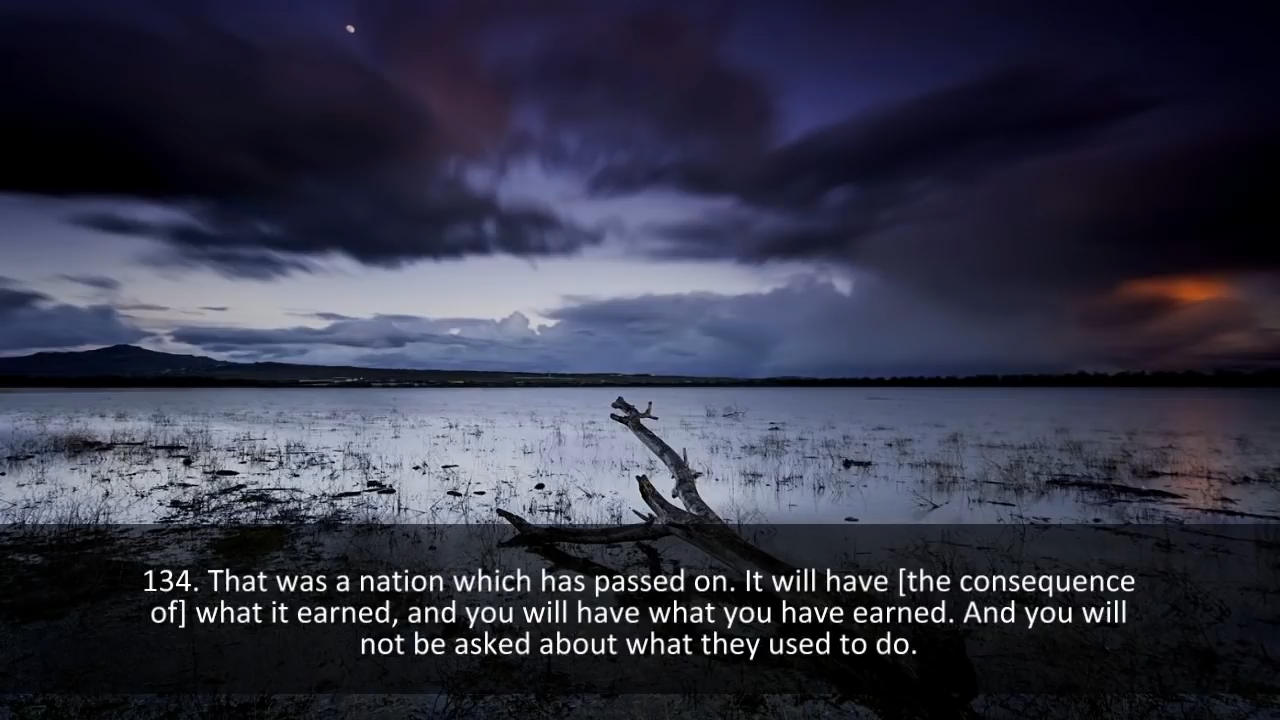 134. That was a nation which has passed on. It will have [the consequence
of] what it earned, and you will have what you have earned. And you will
not be asked about what they used to do.